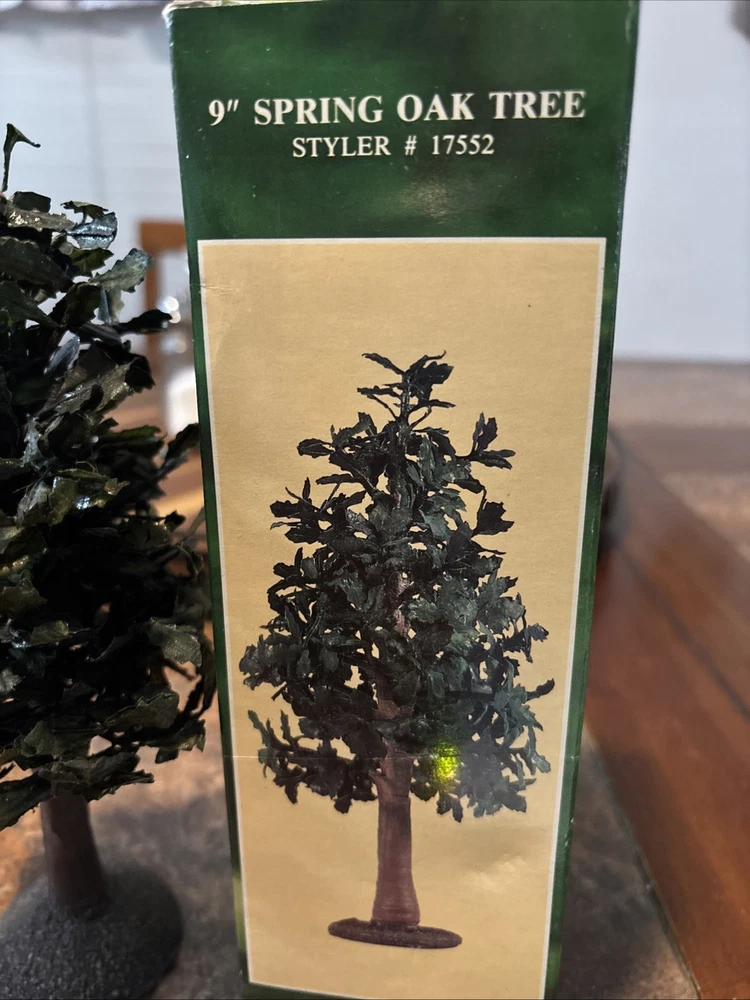 9" SPRING OAK TREE
STYLER # 17552